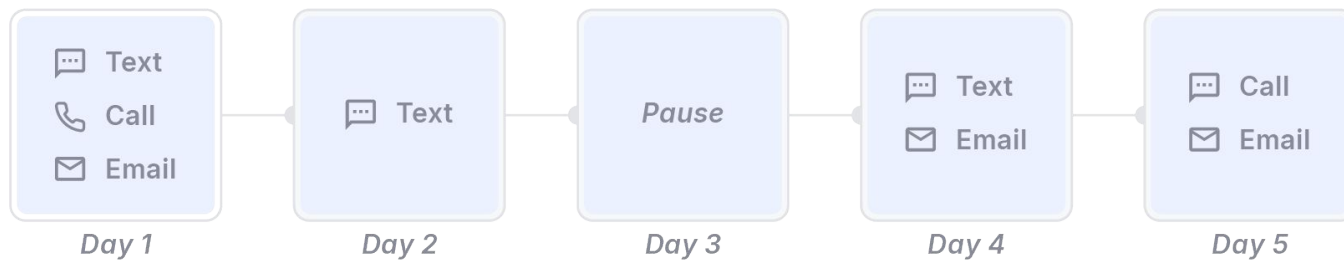 Text
Call
Email
Day 1
Text
Day 2
Pause
Day 3
Text
Email
Day 4
Call
Email
Day 5